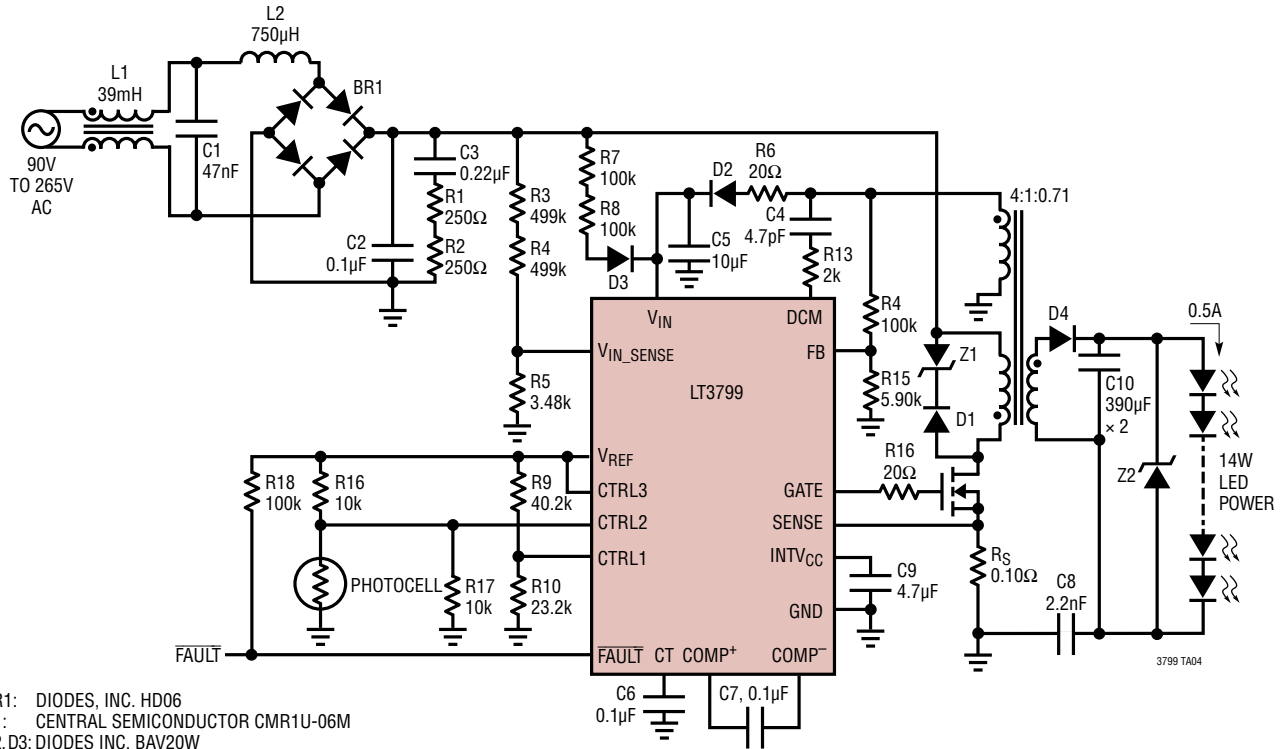 L2
750µH
L1
39mH
BR1
90V
TO 265V
AC
C1
47nF
C3
0.22µF
R1
250Ω
R2
250Ω
C2
0.1µF
R3
499k
R4
499k
R5
3.48k
R7
100k
R8
100k
D3
D2
R6
20Ω
C5
10µF
C4
4.7pF
R13
2k
4:1:0.71
R4
100k
R15
5.90k
Z1
D1
D4
0.5A
C10
390µF
× 2
Z2
14W
LED
POWER
VIN
DCM
VIN_SENSE
FB
LT3799
VREF
CTRL3
CTRL2
CTRL1
GATE
SENSE
INTVCC
GND
FAULT
CT
COMP+
COMP–
R16
20Ω
RS
0.10Ω
C9
4.7µF
C8
2.2nF
R18
100k
R16
10k
R9
40.2k
PHOTOCELL
R17
10k
R10
23.2k
FAULT
C6
0.1µF
C7, 0.1µF
3799 TA04
R1: DIODES, INC. HD06
: CENTRAL SEMICONDUCTOR CMR1U-06M
, D3: DIODES INC. BAV20W